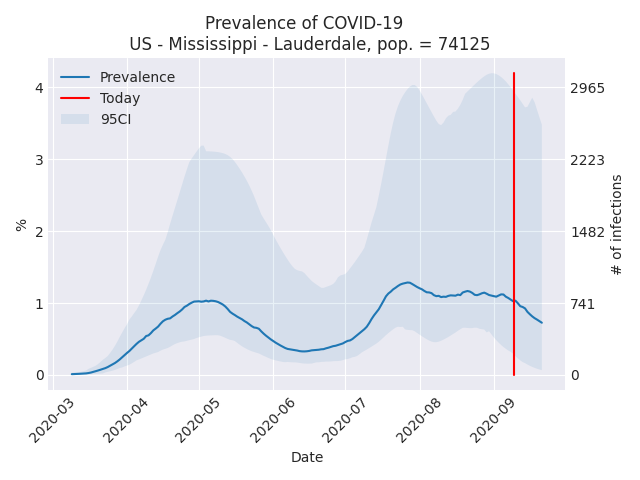 Prevalence of COVID-19
US - Mississippi - Lauderdale, pop. = 74125
Prevalence
Today
95CI
4
3
2
1
0
%
2965
2223
1482
741
0
# of infections
2020-03
2020-04
2020-05
2020-06
2020-07
2020-08
2020-09
Date